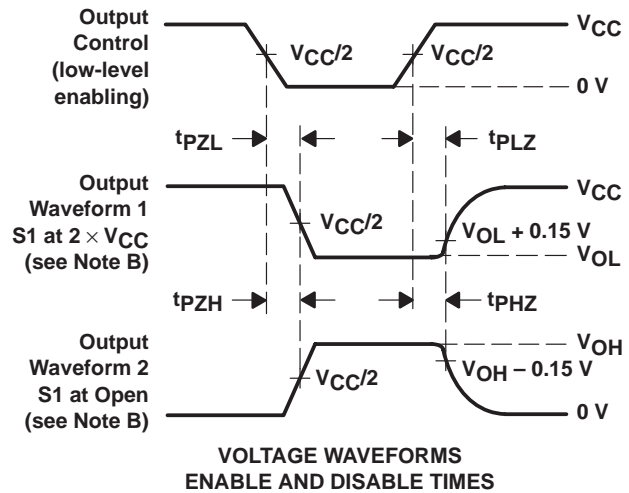 Output
Control
(low-level
enabling)
VCC/2
VCC/2
VCC
0 V
tPZL
tPLZ
Output
Waveform 1
S1 at 2 × VCC
(see Note B)
VCC/2
VCC
VOL + 0.15 V
VOL
tPZH
tPHZ
Output
Waveform 2
S1 at Open
(see Note B)
VCC/2
VOH
VOH – 0.15 V
0 V
VOLTAGE WAVEFORMS
ENABLE AND DISABLE TIMES